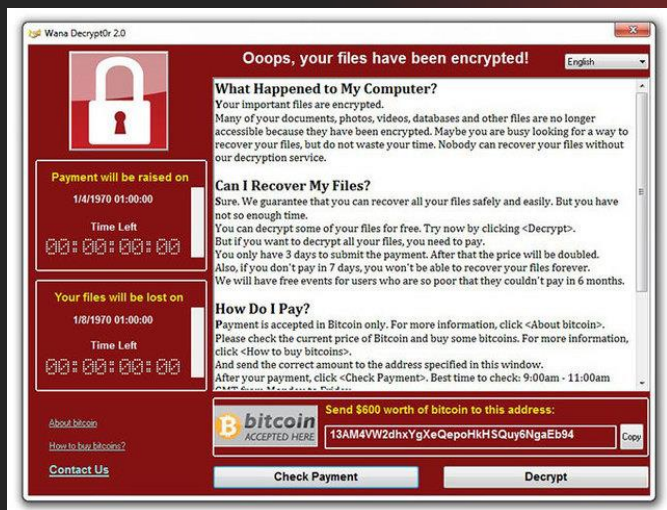 Wana Decrypt0r 2.0
Ooops, your files have been encrypted!
English
Payment will be raised on
1/4/1970 01:00:00
Time Left
00:00:00:00
Your files will be lost on
1/8/1970 01:00:00
Time Left
00:00:00:00
About bitcoin
How to buy bitcoins?
Contact Us
What Happened to My Computer?
Your important files are encrypted.
Many of your documents, photos, videos, databases and other files are no longer
accessible because they have been encrypted. Maybe you are busy looking for a way to
recover your files, but do not waste your time. Nobody can recover your files without
our decryption service.
Can I Recover My Files?
Sure. We guarantee that you can recover all your files safely and easily. But you have
not so enough time.
You can decrypt some of your files for free. Try now by clicking <Decrypt>.
But if you want to decrypt all your files, you need to pay.
You only have 3 days to submit the payment. After that the price will be doubled.
Also, if you don't pay in 7 days, you won't be able to recover your files forever.
We will have free events for users who are so poor that they couldn't pay in 6 months.
How Do I Pay?
Payment is accepted in Bitcoin only. For more information, click <About bitcoin>.
Please check the current price of Bitcoin and buy some bitcoins. For more information,
click <How to buy bitcoins>.
And send the correct amount to the address specified in this window.
After your payment, click <Check Payment>. Best time to check: 9:00am - 11:00am
GMT from Monday to Friday
bitcoin
ACCEPTED HERE
Send $600 worth of bitcoin to this address:
13AM4VW2dhxYgXeQepoHkHSQuy6NgaEb94
Copy
Check Payment
Decrypt